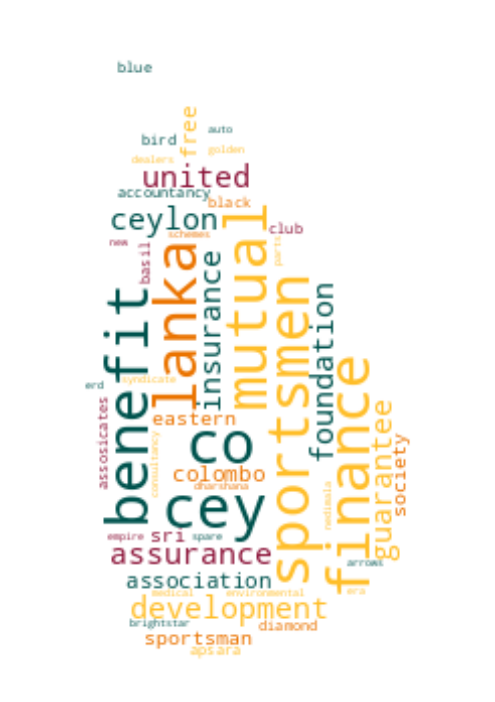 blue
auto
free
bird
golden
dealers
united
accountancy
black
ceylon
mutual
club
schemes
new
parts
basil
lanka
insurance
sportsmen
foundation
benefit
finance
syndicate
erd
assosicates
eastern
guarantee
co
society
consultancy
colombo
dharshana
nedimala
cey
empire
sri
spare
assurance
arrows
association
medical
environmental
era
development
brightstar
diamond
sportsman
apsara